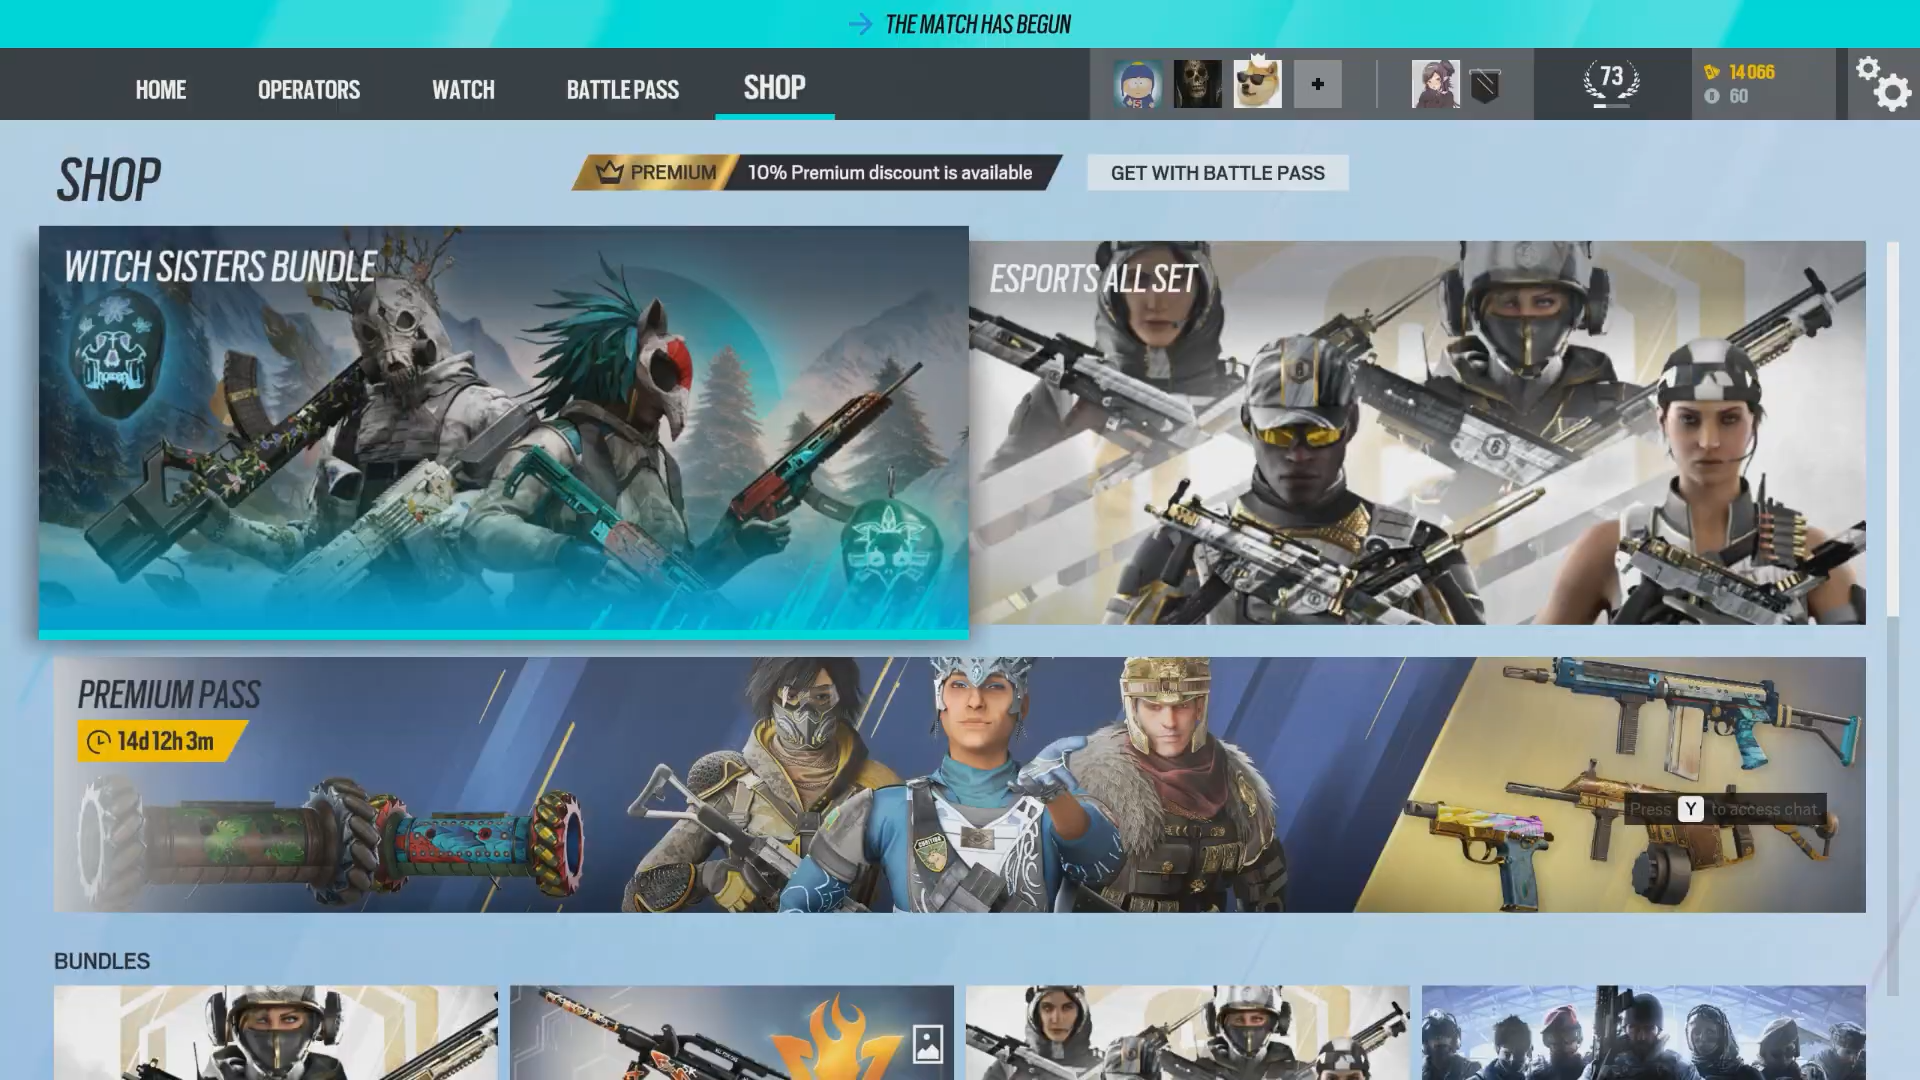 THE MATCH HAS BEGUN
HOME
OPERATORS
WATCH
BATTLE PASS
SHOP
+
73
14 066
60
SHOP
PREMIUM
10% Premium discount is available
GET WITH BATTLE PASS
WITCH SISTERS BUNDLE
ESPORTS ALL SET
PREMIUM PASS
14d 12h 3m
Press Y to access chat.
BUNDLES